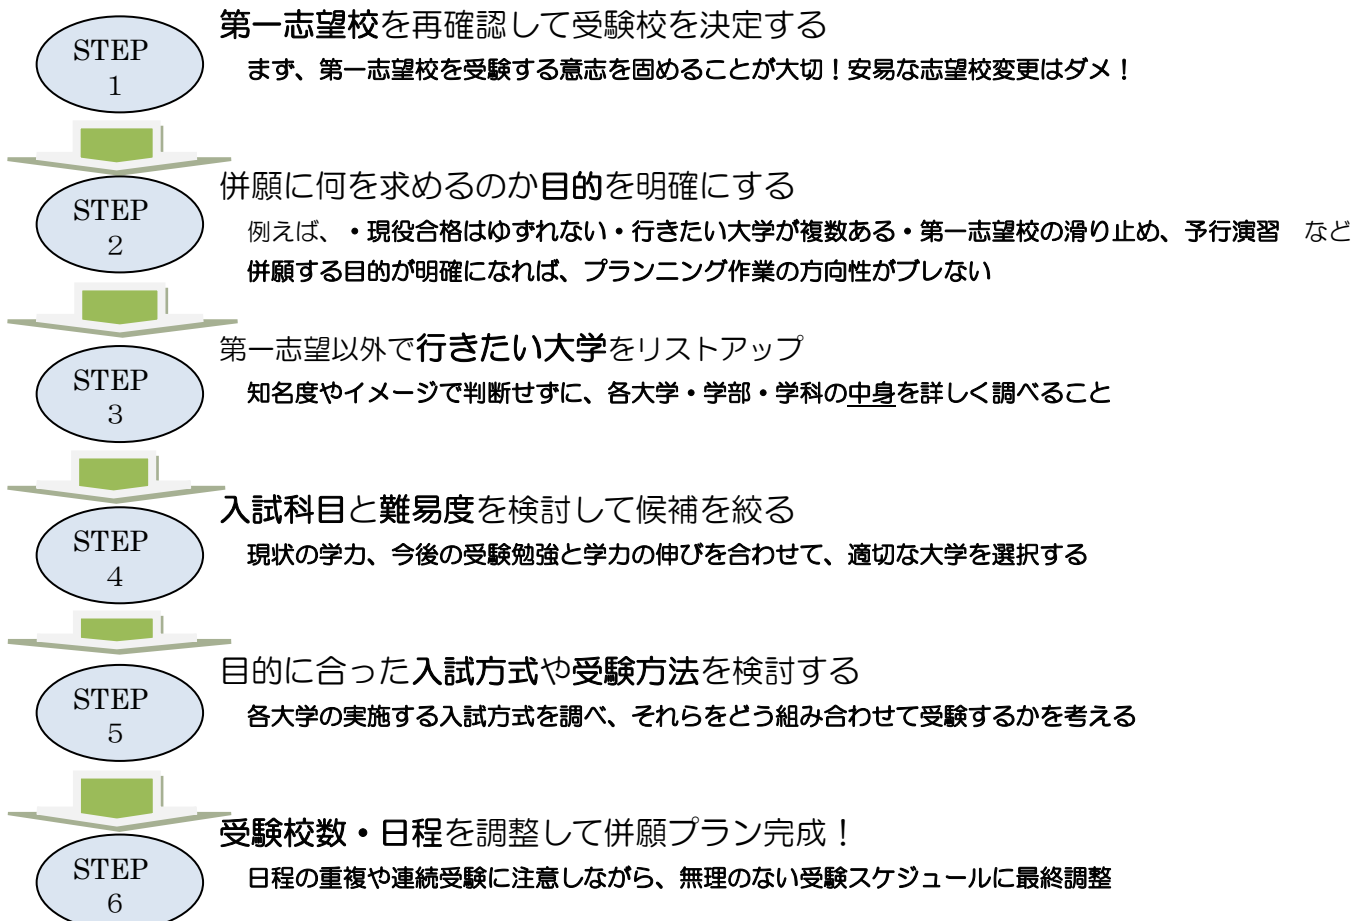 STEP
1
第一志望校を再確認して受験校を決定する
まず、第一志望校を受験する意志を固めることが大切！安易な志望校変更はダメ！
STEP
2
併願に何を求めるのか目的を明確にする
例えば、・現役合格はゆずれない・行きたい大学が複数ある・第一志望校の滑り止め、予行演習　など
併願する目的が明確になれば、プランニング作業の方向性がブレない
STEP
3
第一志望以外で行きたい大学をリストアップ
知名度やイメージで判断せずに、各大学・学部・学科の中身を詳しく調べること
STEP
4
入試科目と難易度を検討して候補を絞る
現状の学力、今後の受験勉強と学力の伸びを合わせて、適切な大学を選択する
STEP
5
目的に合った入試方式や受験方法を検討する
各大学の実施する入試方式を調べ、それらをどう組み合わせて受験するかを考える
STEP
6
受験校数・日程を調整して併願プラン完成！
日程の重複や連続受験に注意しながら、無理のない受験スケジュールに最終調整